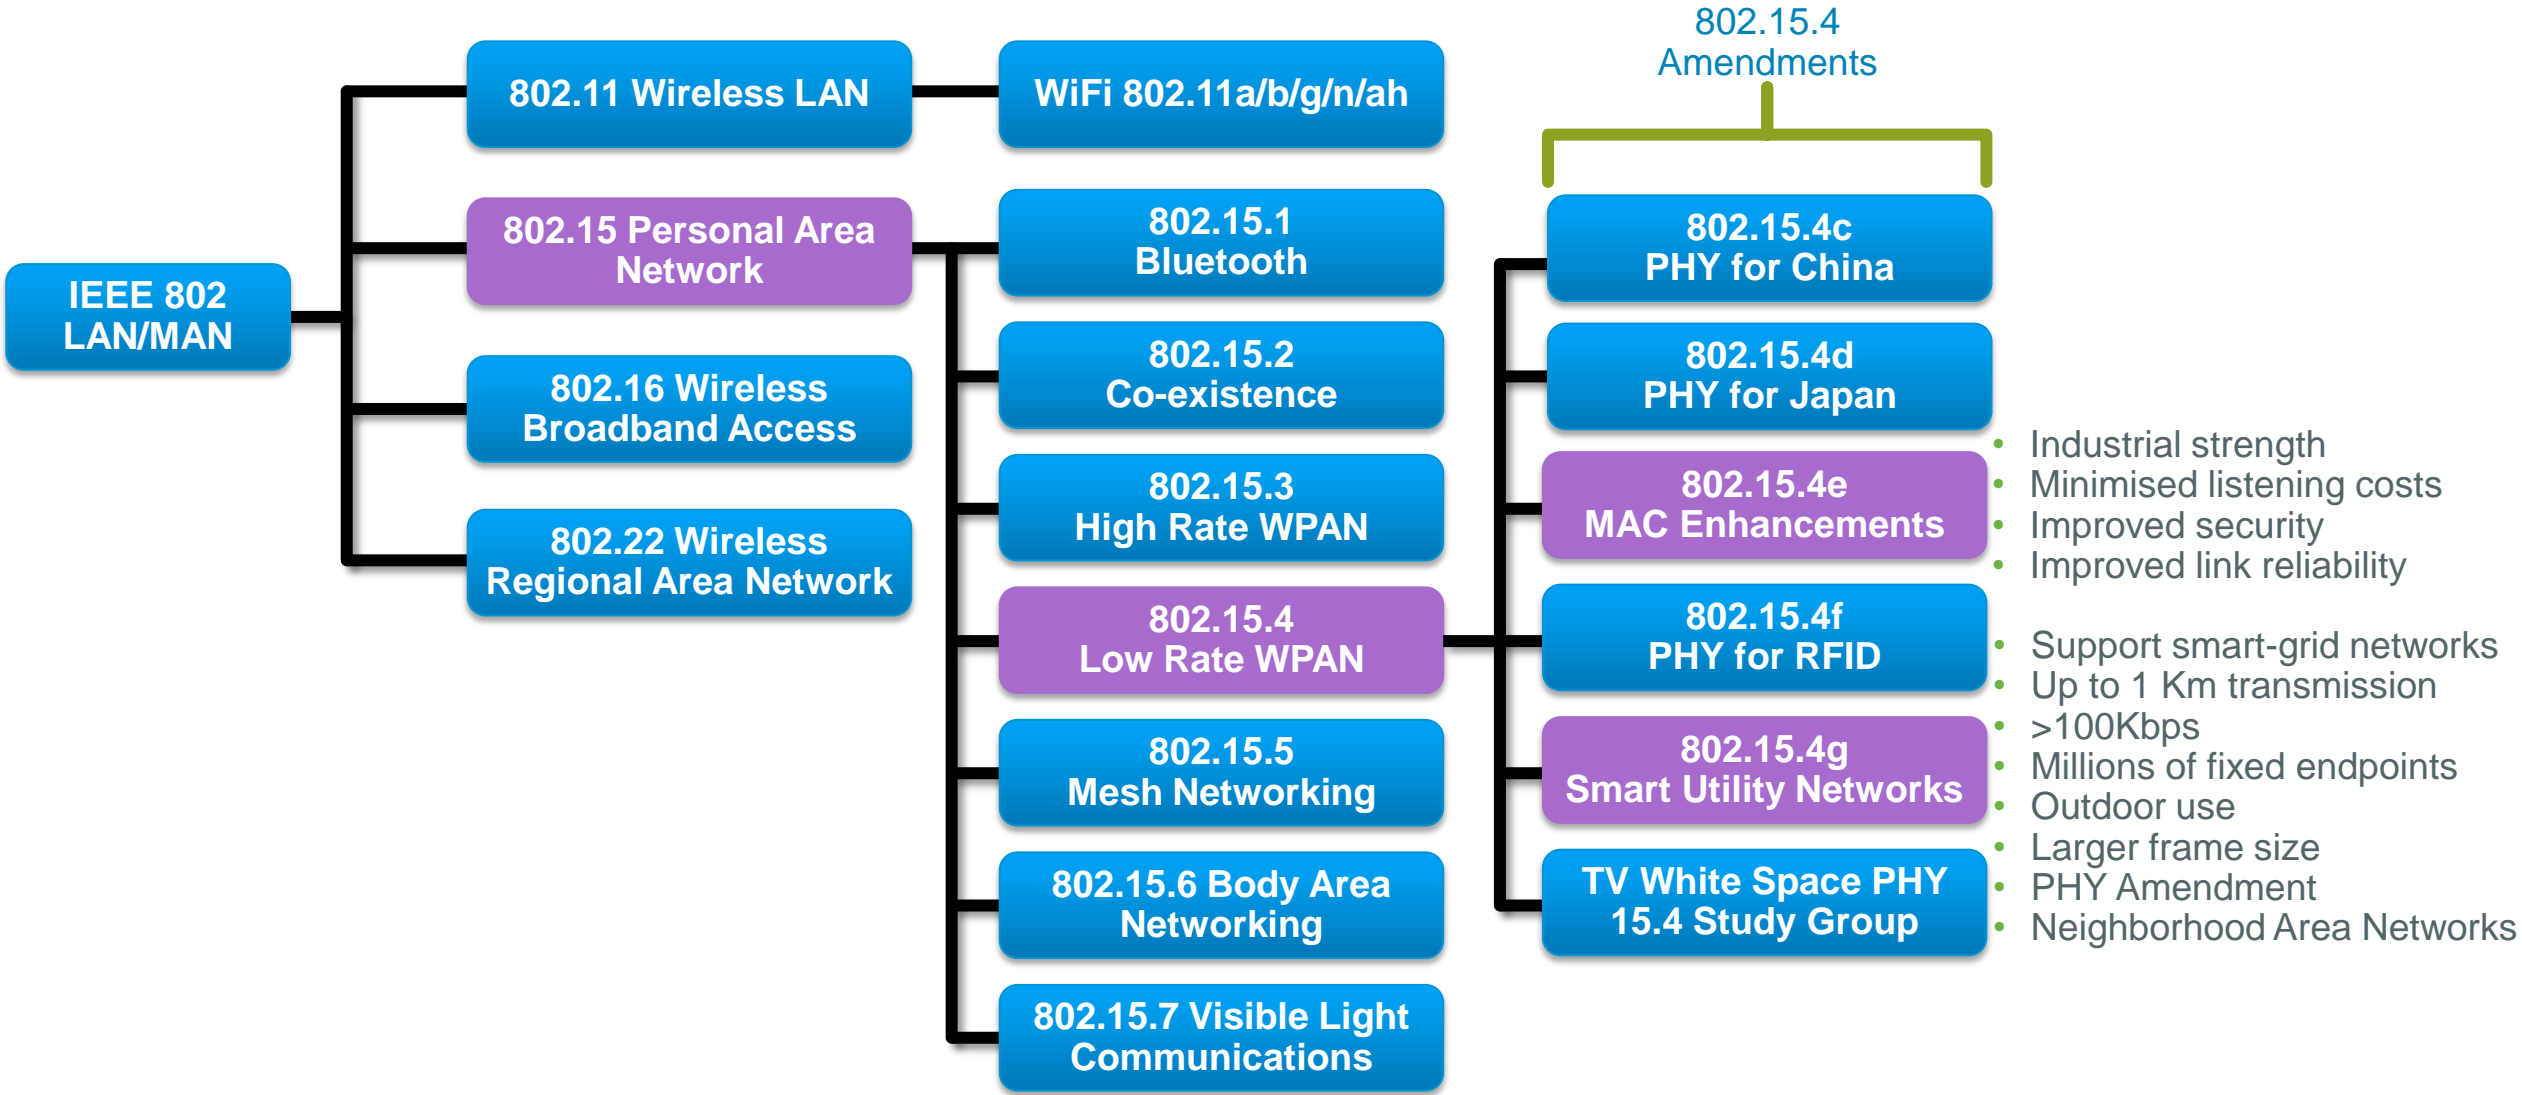 IEEE 802
LAN/MAN
802.11 Wireless LAN
802.15 Personal Area
Network
802.16 Wireless
Broadband Access
802.22 Wireless
Regional Area Network
WiFi 802.11a/b/g/n/ah
802.15.1
Bluetooth
802.15.2
Co-existence
802.15.3
High Rate WPAN
802.15.4
Low Rate WPAN
802.15.5
Mesh Networking
802.15.6 Body Area
Networking
802.15.7 Visible Light
Communications
802.15.4
Amendments
802.15.4c
PHY for China
802.15.4d
PHY for Japan
802.15.4e
MAC Enhancements
802.15.4f
PHY for RFID
802.15.4g
Smart Utility Networks
TV White Space PHY
15.4 Study Group
• Industrial strength
• Minimised listening costs
• Improved security
• Improved link reliability
• Support smart-grid networks
• Up to 1 Km transmission
• >100Kbps
• Millions of fixed endpoints
• Outdoor use
• Larger frame size
• PHY Amendment
• Neighborhood Area Networks